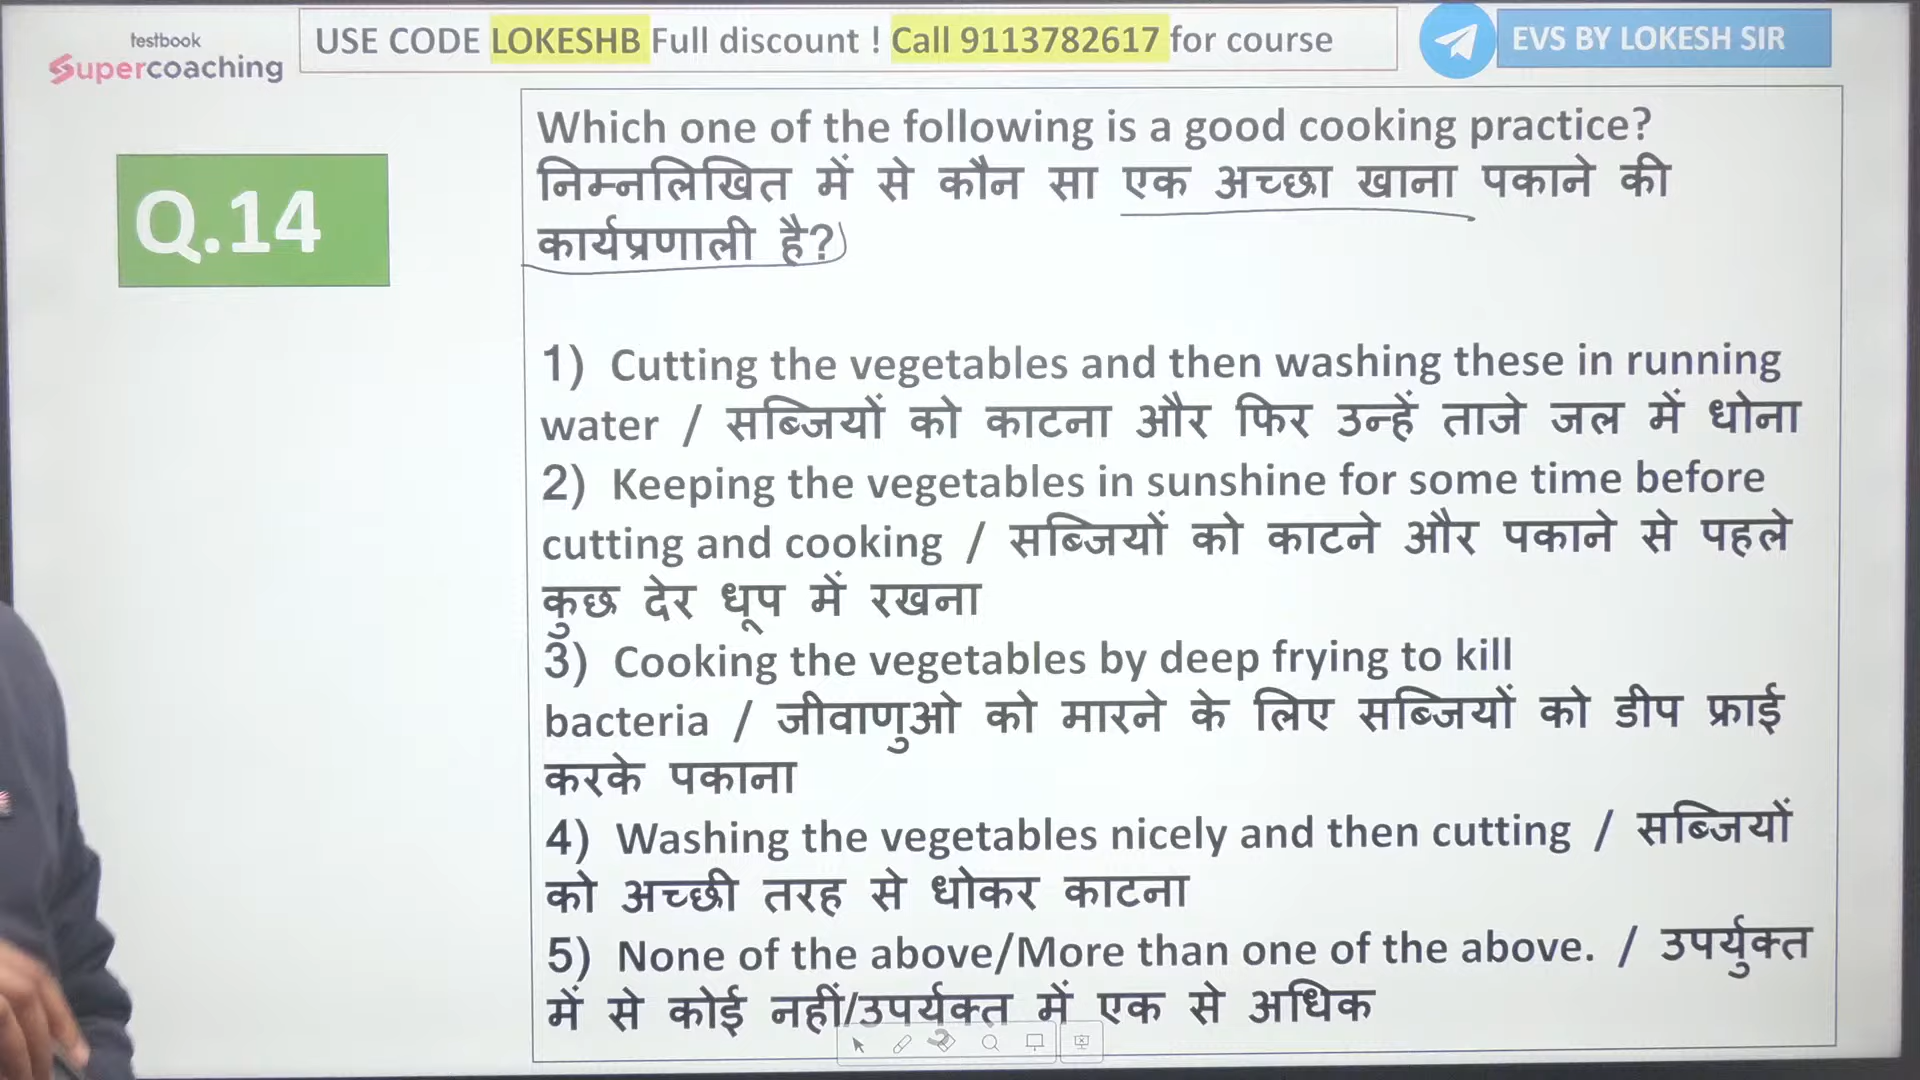 testbook
Supercoaching
USE CODE LOKESHB Full discount ! Call 9113782617 for course
EVS BY LOKESH SIR
Q.14
Which one of the following is a good cooking practice?
निम्नलिखित में से कौन सा एक अच्छा खाना पकाने की
कार्यप्रणाली है?
1) Cutting the vegetables and then washing these in running
water / सब्जियों को काटना और फिर उन्हें ताजे जल में धोना
2) Keeping the vegetables in sunshine for some time before
cutting and cooking / सब्जियों को काटने और पकाने से पहले
कुछ देर धूप में रखना
3) Cooking the vegetables by deep frying to kill
bacteria / जीवाणुओ को मारने के लिए सब्जियों को डीप फ्राई
करके पकाना
4) Washing the vegetables nicely and then cutting / सब्जियों
को अच्छी तरह से धोकर काटना
5) None of the above/More than one of the above. / उपर्युक्त
में से कोई नहीं/उपर्यक्त में एक से अधिक